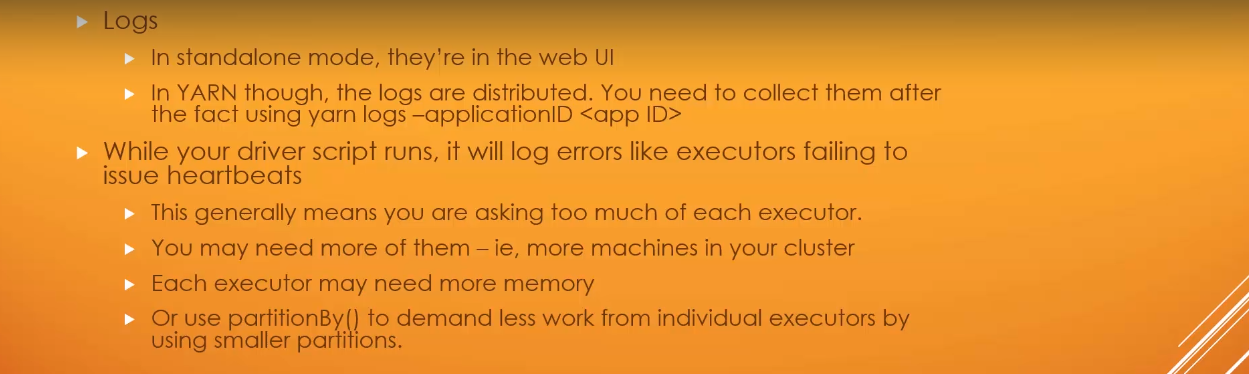 Logs
In standalone mode, they're in the web UI
In YARN though, the logs are distributed. You need to collect them after
the fact using yarn logs –applicationID <app ID>
While your driver script runs, it will log errors like executors failing to
issue heartbeats
This generally means you are asking too much of each executor.
You may need more of them – ie, more machines in your cluster
Each executor may need more memory
Or use partitionBy() to demand less work from individual executors by
using smaller partitions.